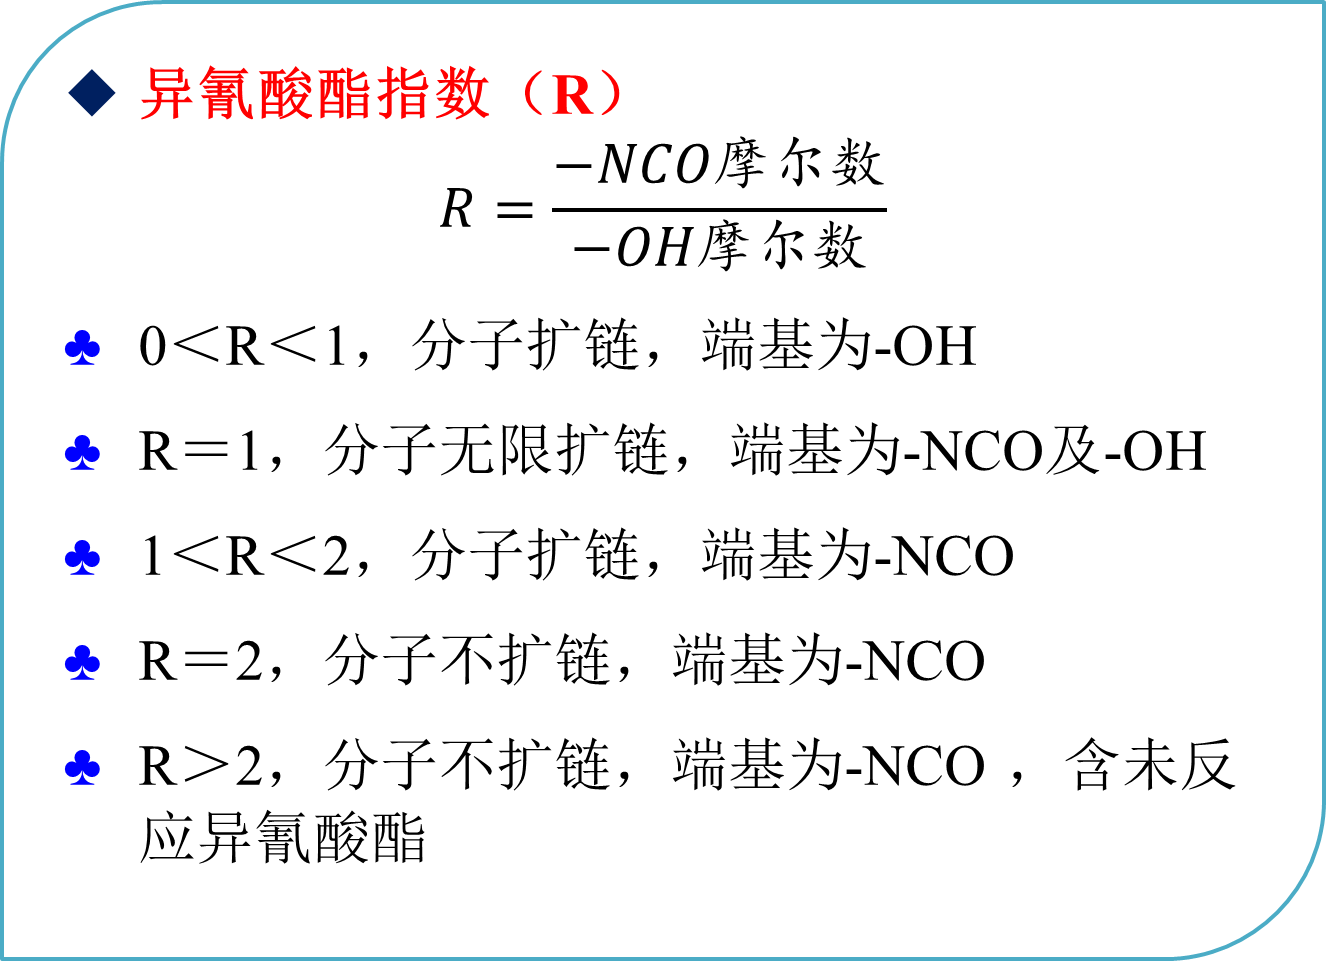 ◆ 异氰酸酯指数（R）
R = −NCO摩尔数 / −OH摩尔数
♣ 0＜R＜1，分子扩链，端基为-OH
♣ R＝1，分子无限扩链，端基为-NCO及-OH
♣ 1＜R＜2，分子扩链，端基为-NCO
♣ R＝2，分子不扩链，端基为-NCO
♣ R＞2，分子不扩链，端基为-NCO ，含未反
应异氰酸酯